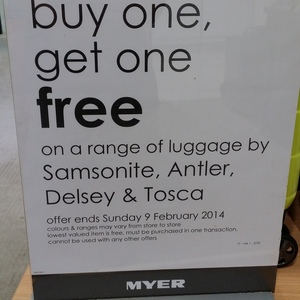 buy one,
get one
free
on a range of luggage by
Samsonite, Antler,
Delsey & Tosca
offer ends Sunday 9 February 2014
colours & ranges may vary from store to store
lowest valued item is free, must be purchased in one transaction.
cannot be used with any other offers
MYER